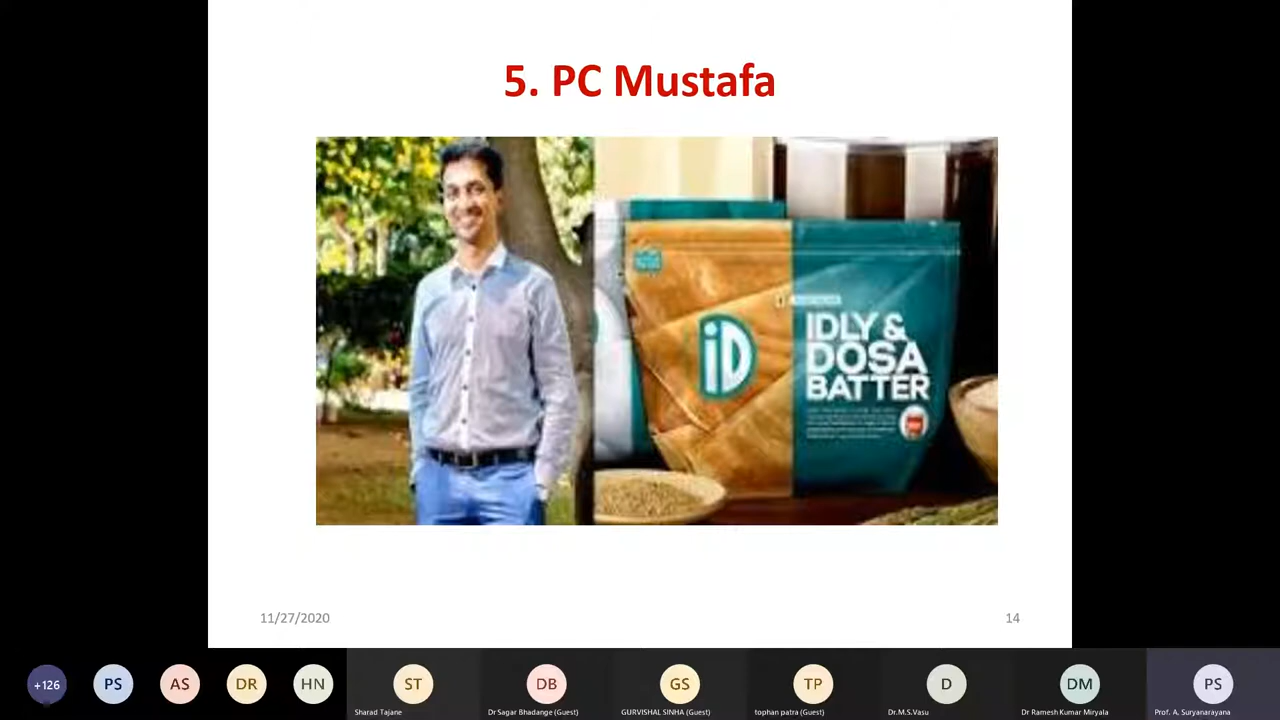 5. PC Mustafa
iD
IDLY &
DOSA
BATTER
11/27/2020
14
+126
PS
AS
DR
HN
ST
DB
GS
TP
D
DM
PS
Sharad Tajane
Dr Sagar Bhadange (Guest)
GURVISHAL SINHA (Guest)
tophan patra (Guest)
Dr.M.S.Vasu
Dr Ramesh Kumar Miryala
Prof. A. Suryanarayana